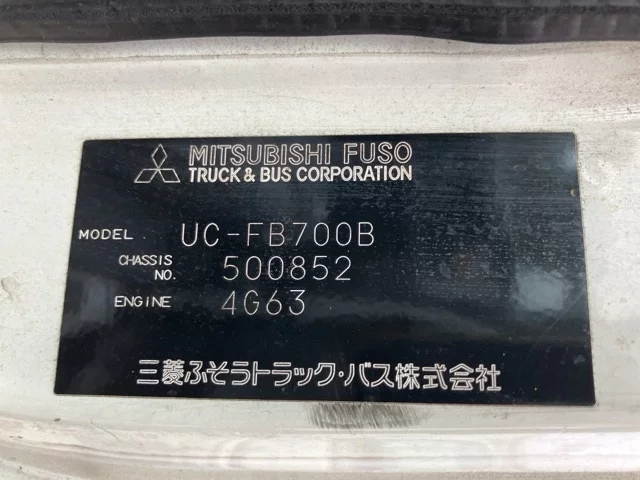 MITSUBISHI FUSO
TRUCK & BUS CORPORATION
MODEL UC-FB700B
CHASSIS NO. 500852
ENGINE 4G63
三菱ふそうトラック・バス株式会社